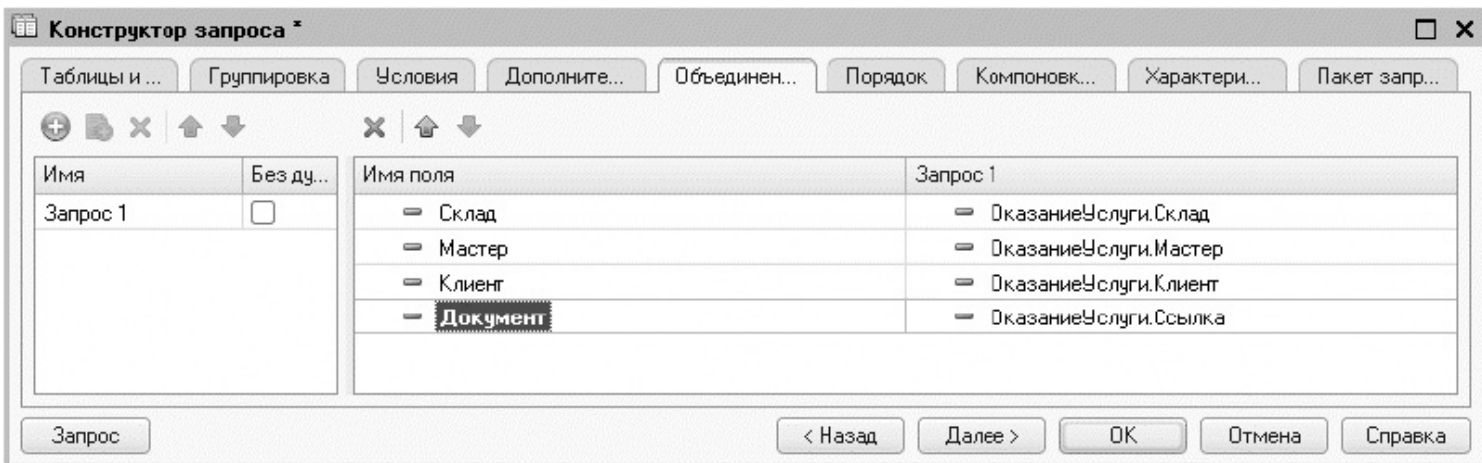 Конструктор запроса *
Таблицы и ... Группировка Условия Дополните... Объединен... Порядок Компоновк... Характери... Пакет запр...
Имя Без ду... Имя поля Запрос 1
Запрос 1 Склад ОказаниеУслуги.Склад
Мастер ОказаниеУслуги.Мастер
Клиент ОказаниеУслуги.Клиент
Документ ОказаниеУслуги.Ссылка
Запрос < Назад Далее > ОК Отмена Справка